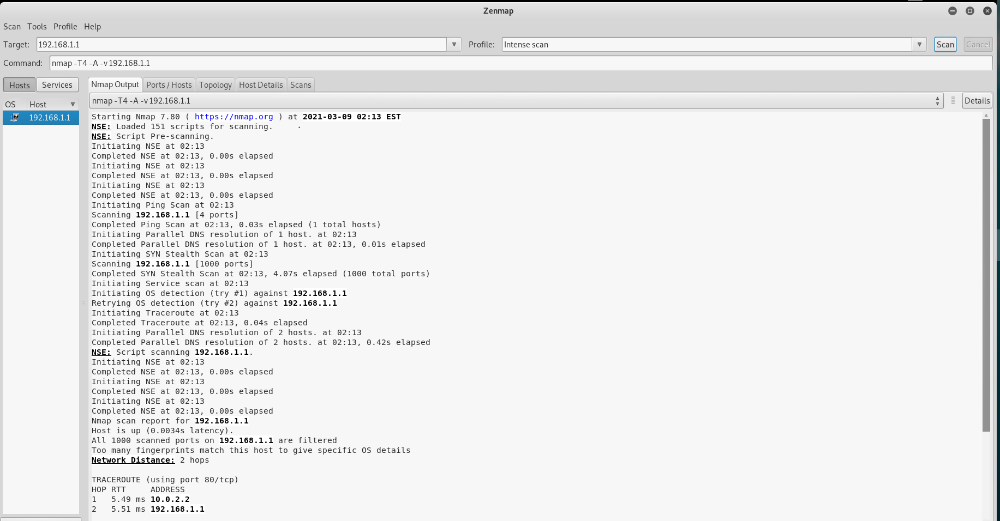 Zenmap
Scan Tools Profile Help
Target: 192.168.1.1 Profile: Intense scan Scan Cancel
Command: nmap -T4 -A -v 192.168.1.1
Hosts Services Nmap Output Ports / Hosts Topology Host Details Scans
OS Host
192.168.1.1
nmap -T4 -A -v 192.168.1.1 Details
Starting Nmap 7.80 ( https://nmap.org ) at 2021-03-09 02:13 EST
NSE: Loaded 151 scripts for scanning.
NSE: Script Pre-scanning.
Initiating NSE at 02:13
Completed NSE at 02:13, 0.00s elapsed
Initiating NSE at 02:13
Completed NSE at 02:13, 0.00s elapsed
Initiating NSE at 02:13
Completed NSE at 02:13, 0.00s elapsed
Initiating Ping Scan at 02:13
Scanning 192.168.1.1 [4 ports]
Completed Ping Scan at 02:13, 0.03s elapsed (1 total hosts)
Initiating Parallel DNS resolution of 1 host. at 02:13
Completed Parallel DNS resolution of 1 host. at 02:13, 0.01s elapsed
Initiating SYN Stealth Scan at 02:13
Scanning 192.168.1.1 [1000 ports]
Completed SYN Stealth Scan at 02:13, 4.07s elapsed (1000 total ports)
Initiating Service scan at 02:13
Initiating OS detection (try #1) against 192.168.1.1
Retrying OS detection (try #2) against 192.168.1.1
Initiating Traceroute at 02:13
Completed Traceroute at 02:13, 0.04s elapsed
Initiating Parallel DNS resolution of 2 hosts. at 02:13
Completed Parallel DNS resolution of 2 hosts. at 02:13, 0.42s elapsed
NSE: Script scanning 192.168.1.1.
Initiating NSE at 02:13
Completed NSE at 02:13, 0.00s elapsed
Initiating NSE at 02:13
Completed NSE at 02:13, 0.00s elapsed
Initiating NSE at 02:13
Completed NSE at 02:13, 0.00s elapsed
Nmap scan report for 192.168.1.1
Host is up (0.0034s latency).
All 1000 scanned ports on 192.168.1.1 are filtered
Too many fingerprints match this host to give specific OS details
Network Distance: 2 hops
TRACEROUTE (using port 80/tcp)
HOP RTT ADDRESS
1 5.49 ms 10.0.2.2
2 5.51 ms 192.168.1.1